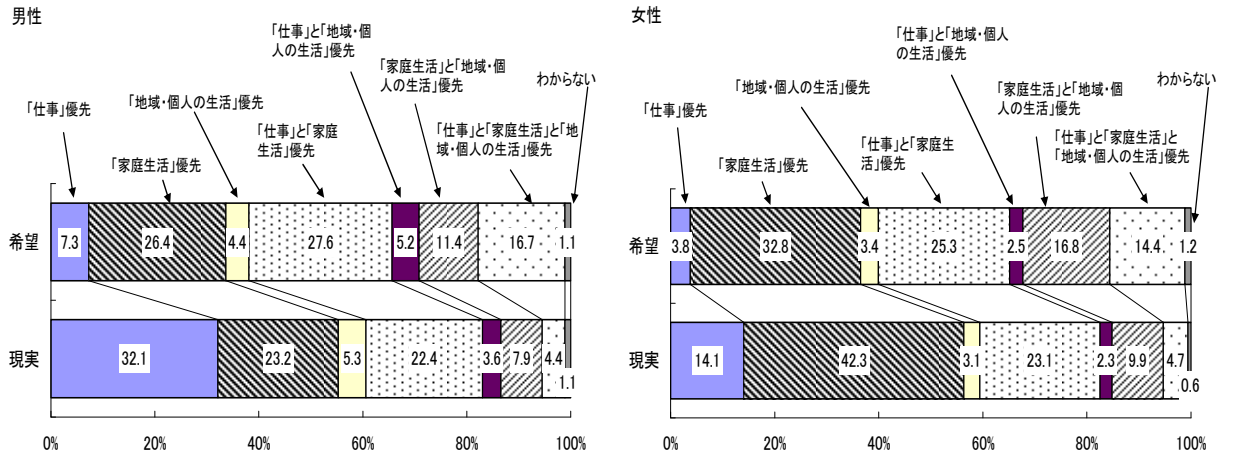 男性
「仕事」と「地域・個
人の生活」優先
「家庭生活」と「地域・個
人の生活」優先
わからない
「仕事」優先
「地域・個人の生活」優先
「仕事」と「家庭
生活」優先
「仕事」と「家庭生活」と「地
域・個人の生活」優先
「家庭生活」優先
希望
7.3
26.4
4.4
27.6
5.2
11.4
16.7
1.1
現実
32.1
23.2
5.3
22.4
3.6
7.9
4.4
1.1
0%
20%
40%
60%
80%
100%
女性
「仕事」と「地域・個人
の生活」優先
「家庭生活」と「地域・個
人の生活」優先
「仕事」優先
「地域・個人の生活」優先
「仕事」と「家庭生
活」優先
「仕事」と「家庭生活」と
「地域・個人の生活」優先
わからない
「家庭生活」優先
希望
3.8
32.8
3.4
25.3
2.5
16.8
14.4
1.2
現実
14.1
42.3
3.1
23.1
2.3
9.9
4.7
0.6
0%
20%
40%
60%
80%
100%